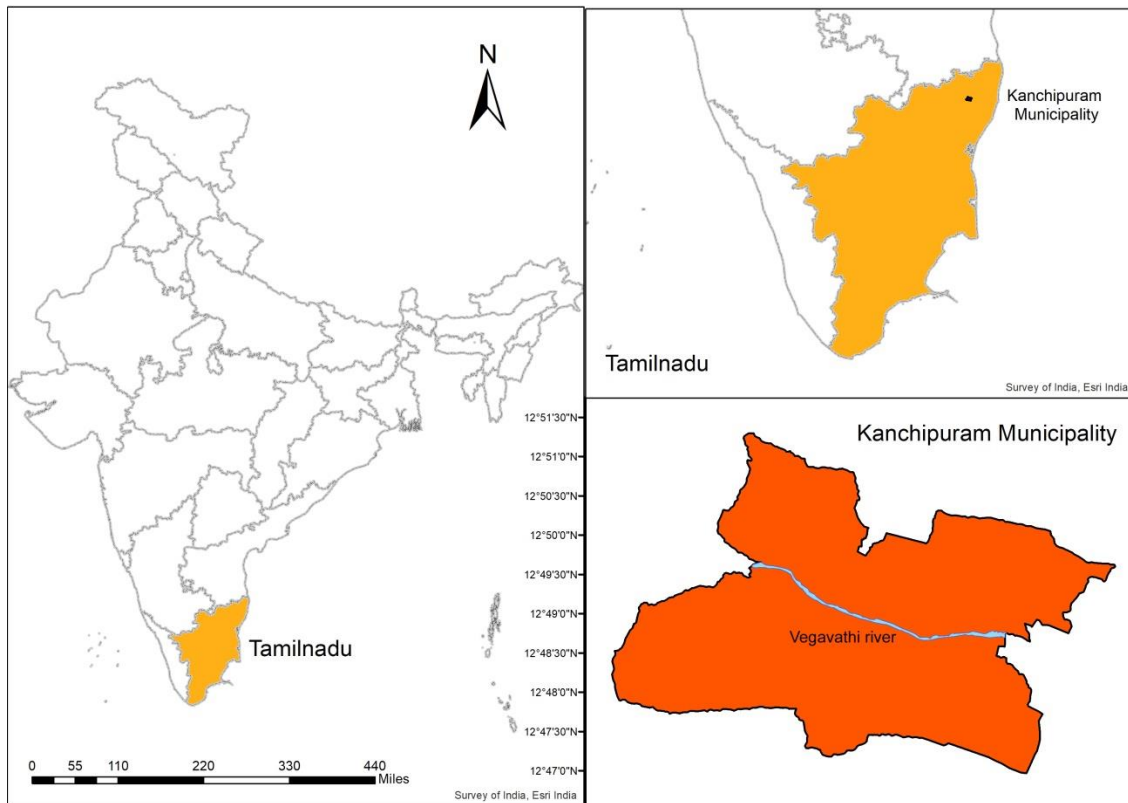 N
Tamilnadu
0 55 110 220 330 440
Miles
Survey of India, Esri India
Kanchipuram
Municipality
Tamilnadu
Survey of India, Esri India
Kanchipuram Municipality
12°51'30"N
12°51'0"N
12°50'30"N
12°50'0"N
12°49'30"N
12°49'0"N
12°48'30"N
12°48'0"N
12°47'30"N
12°47'0"N
Vegavathi river